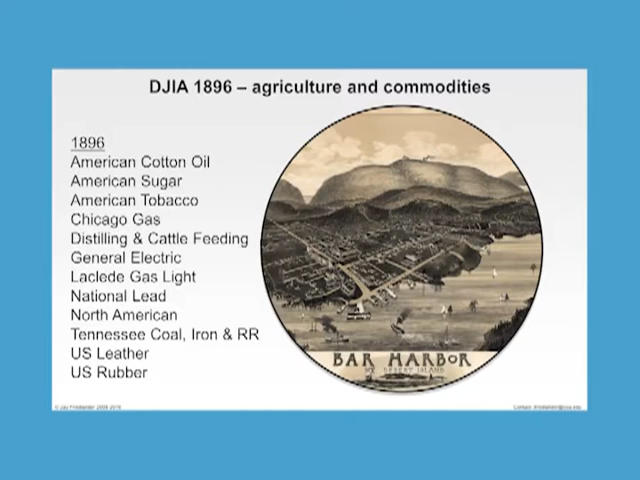 DJIA 1896 – agriculture and commodities
1896
American Cotton Oil
American Sugar
American Tobacco
Chicago Gas
Distilling & Cattle Feeding
General Electric
Laclede Gas Light
National Lead
North American
Tennessee Coal, Iron & RR
US Leather
US Rubber
BAR HARBOR
MT DESERT ISLAND